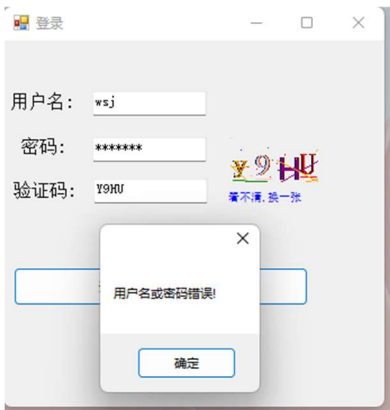 登录
用户名: wsj
密码: *******
验证码: Y9HU
y9HU
看不清,换一张
用户名或密码错误!
确定